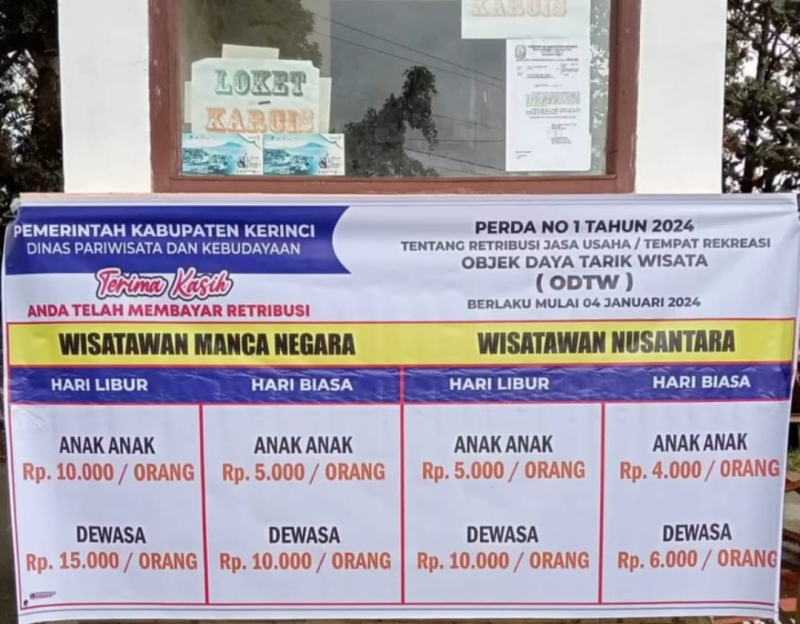 KARCIS
LOKET
KARCIS
PEMERINTAH KABUPATEN KERINCI
DINAS PARIWISATA DAN KEBUDAYAAN
Terima Kasih
ANDA TELAH MEMBAYAR RETRIBUSI
PERDA NO 1 TAHUN 2024
TENTANG RETRIBUSI JASA USAHA / TEMPAT REKREASI
OBJEK DAYA TARIK WISATA
( ODTW )
BERLAKU MULAI 04 JANUARI 2024
WISATAWAN MANCA NEGARA
WISATAWAN NUSANTARA
HARI LIBUR
HARI BIASA
HARI LIBUR
HARI BIASA
ANAK ANAK
Rp. 10.000 / ORANG
ANAK ANAK
Rp. 5.000 / ORANG
ANAK ANAK
Rp. 5.000 / ORANG
ANAK ANAK
Rp. 4.000 / ORANG
DEWASA
Rp. 15.000 / ORANG
DEWASA
Rp. 10.000 / ORANG
DEWASA
Rp. 10.000 / ORANG
DEWASA
Rp. 6.000 / ORANG